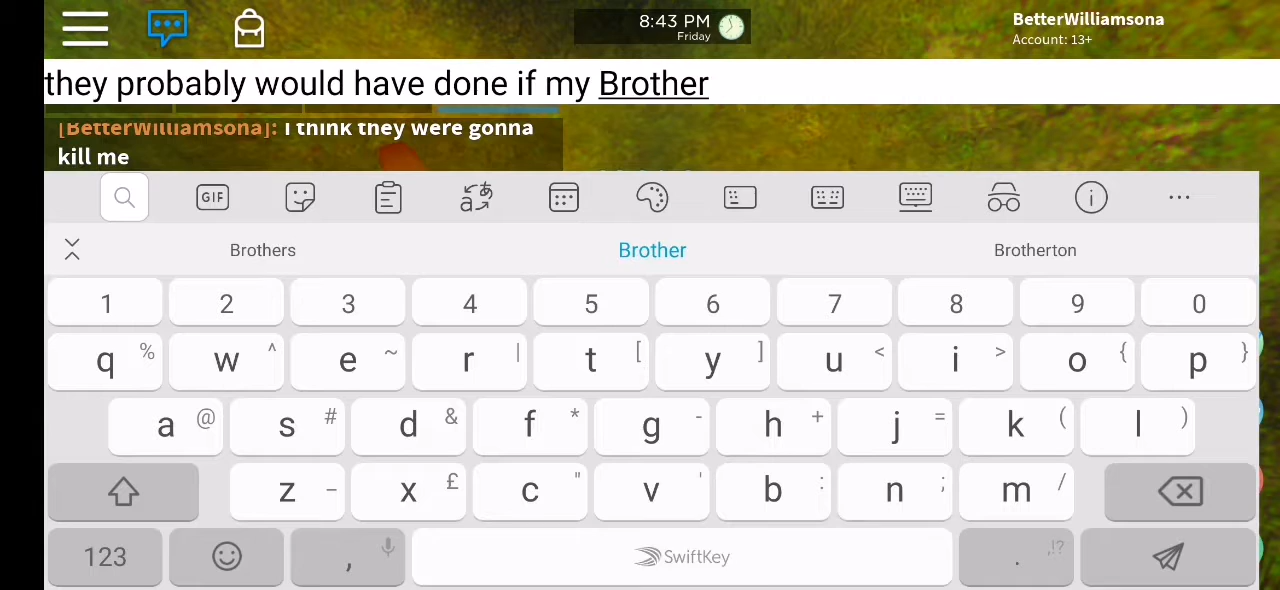 8:43 PM
Friday
BetterWilliamsona
Account: 13+
they probably would have done if my Brother
[BetterWilliamsona]: I think they were gonna
kill me
GIF
Brothers Brother Brotherton
1 2 3 4 5 6 7 8 9 0
q % w ^ e ~ r | t [ y ] u < i > o { p }
a @ s # d & f * g - h + j = k ( l )
z _ x £ c " v ' b : n ; m /
123 , SwiftKey . ,!?